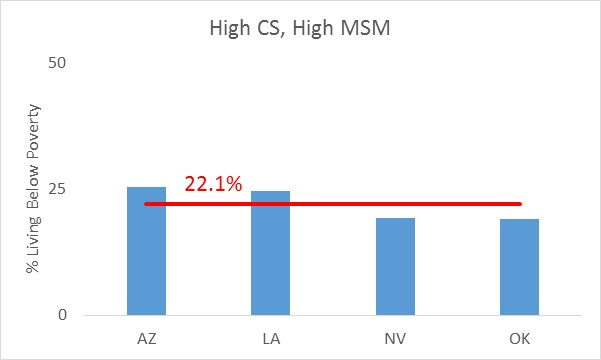 High CS, High MSM
% Living Below Poverty
50
25
0
22.1%
AZ LA NV OK